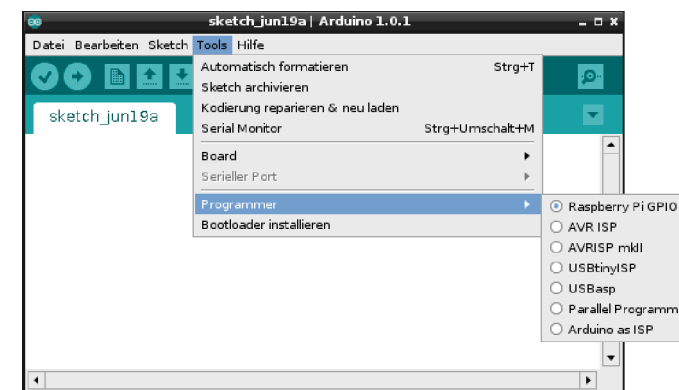 sketch_jun19a | Arduino 1.0.1
Datei Bearbeiten Sketch Tools Hilfe
sketch_jun19a
Automatisch formatieren Strg+T
Sketch archivieren
Kodierung reparieren & neu laden
Serial Monitor Strg+Umschalt+M
Board
Serieller Port
Programmer
Bootloader installieren
Raspberry Pi GPIO
AVR ISP
AVRISP mkII
USBtinyISP
USBasp
Parallel Programm
Arduino as ISP